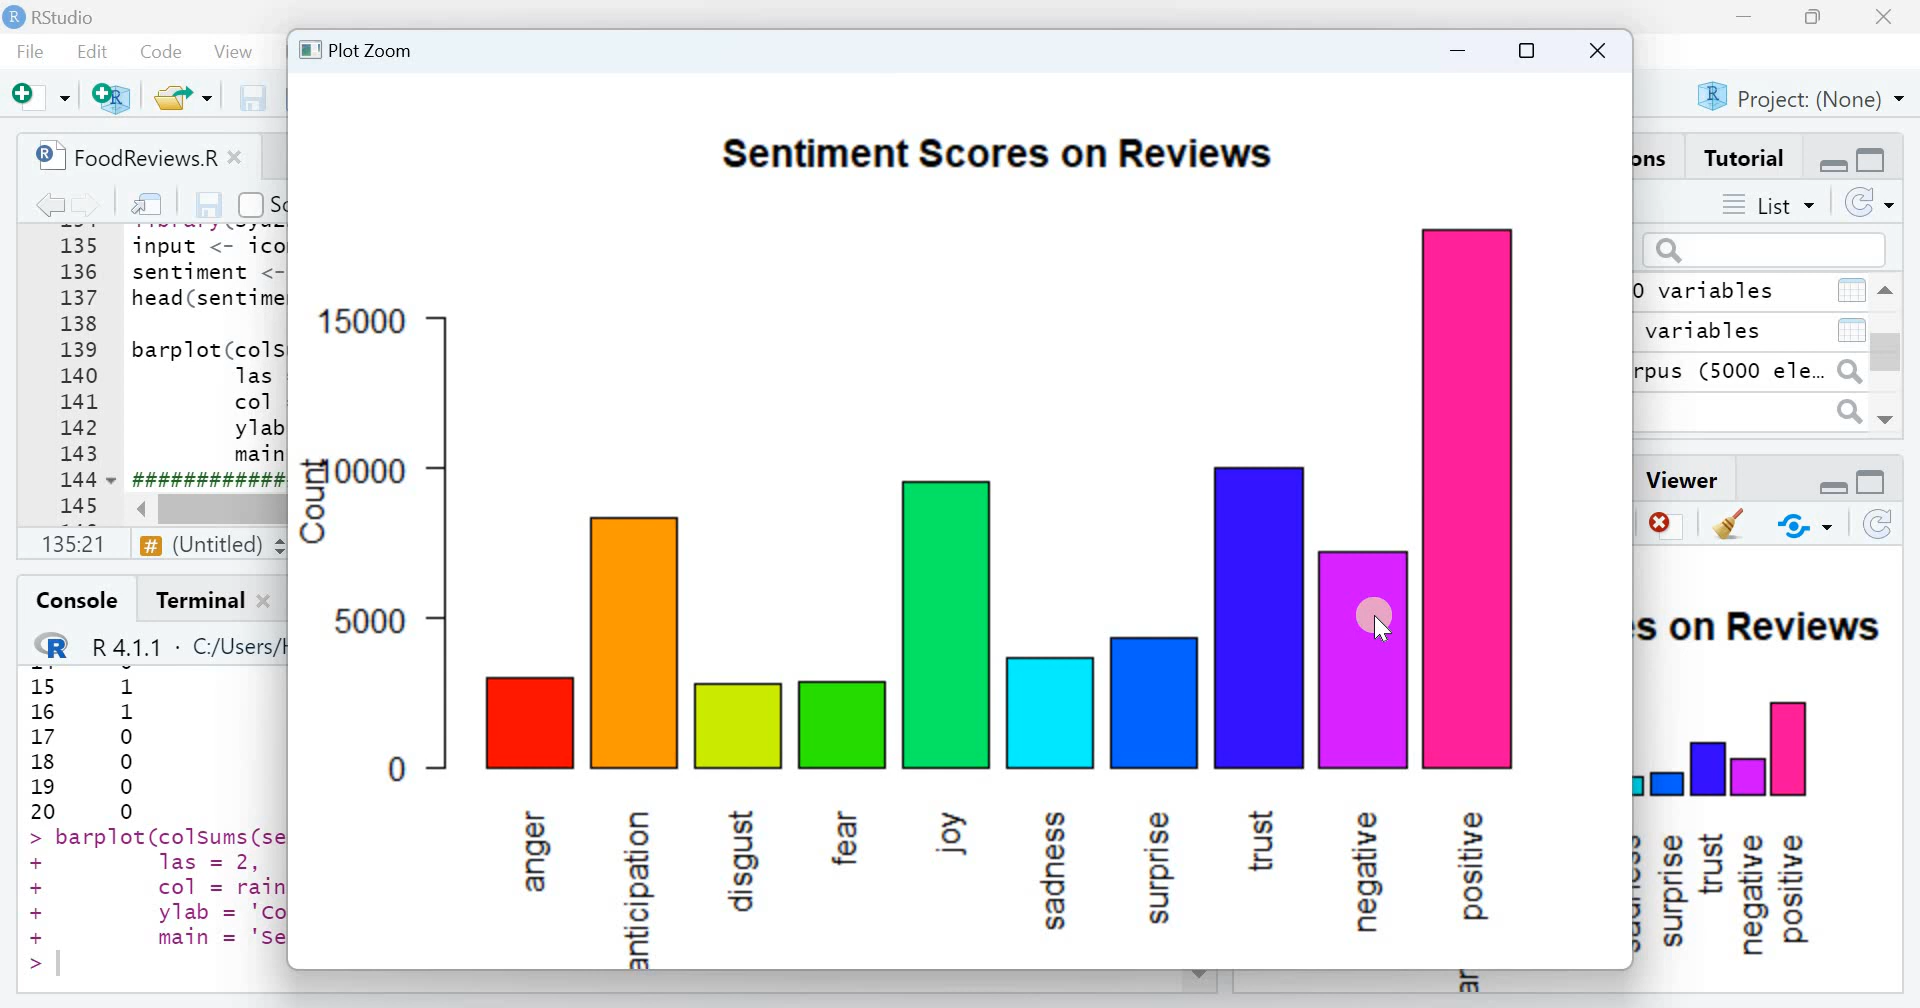 RStudio
File Edit Code View
Plot Zoom
Project: (None)
FoodReviews.R
135 input <- ico
136 sentiment <-
137 head(sentime
138
139 barplot(cols
140 las
141 col
142 ylab
143 main
144 ############
145
135:21 # (Untitled)
Console Terminal
R 4.1.1 · C:/Users/
15 1
16 1
17 0
18 0
19 0
20 0
> barplot(colSums(se
+ las = 2,
+ col = rain
+ ylab = 'Co
+ main = 'Se
>
Sentiment Scores on Reviews
15000
10000
5000
0
Count
anger
anticipation
disgust
fear
joy
sadness
surprise
trust
negative
positive
ons Tutorial
List
0 variables
variables
rpus (5000 ele…
Viewer
s on Reviews
surprise
trust
negative
positive